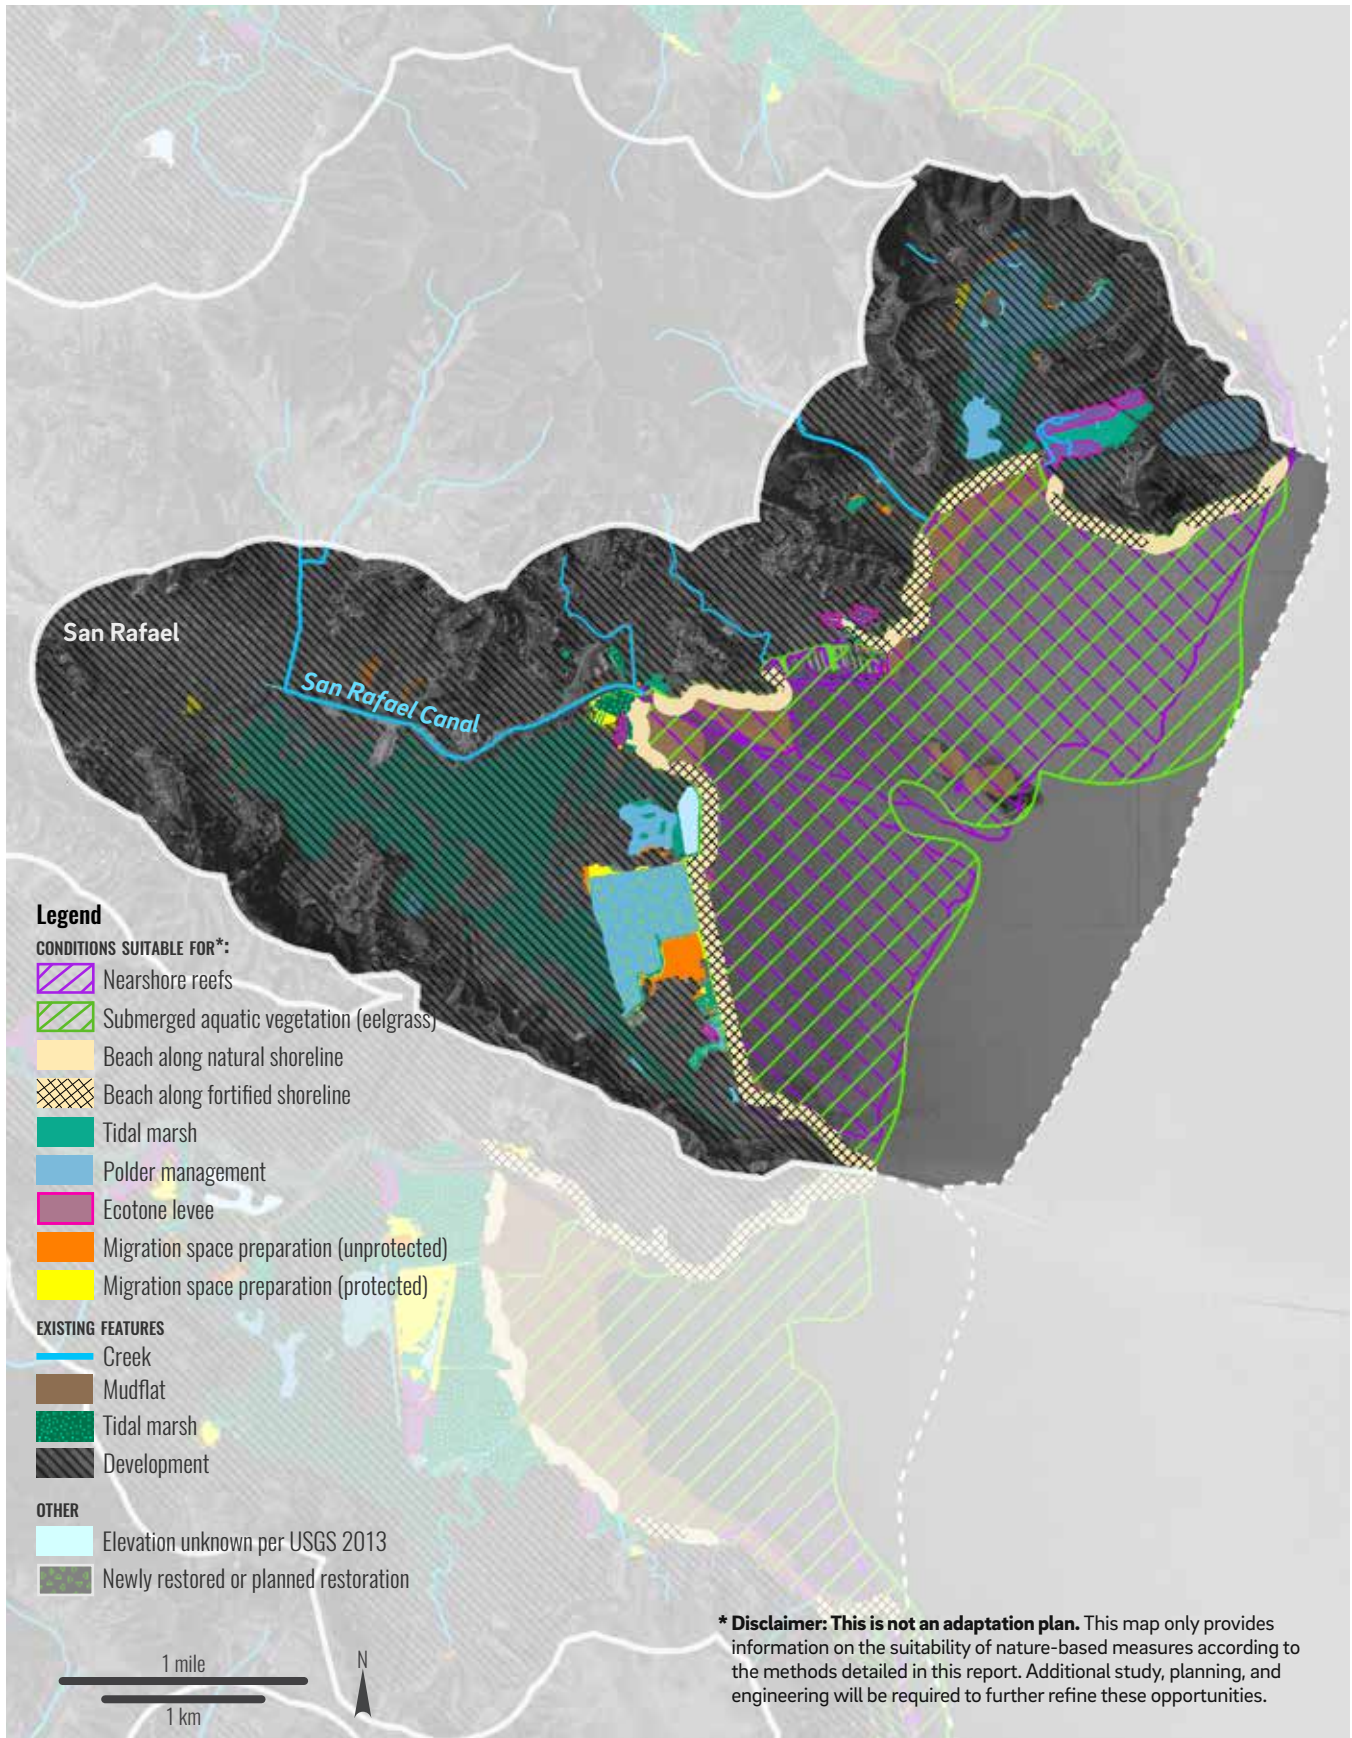 San Rafael
San Rafael Canal
Legend
CONDITIONS SUITABLE FOR*:
Nearshore reefs
Submerged aquatic vegetation (eelgrass)
Beach along natural shoreline
Beach along fortified shoreline
Tidal marsh
Polder management
Ecotone levee
Migration space preparation (unprotected)
Migration space preparation (protected)
EXISTING FEATURES
Creek
Mudflat
Tidal marsh
Development
OTHER
Elevation unknown per USGS 2013
Newly restored or planned restoration
1 mile
1 km
N
* Disclaimer: This is not an adaptation plan. This map only provides
information on the suitability of nature-based measures according to
the methods detailed in this report. Additional study, planning, and
engineering will be required to further refine these opportunities.